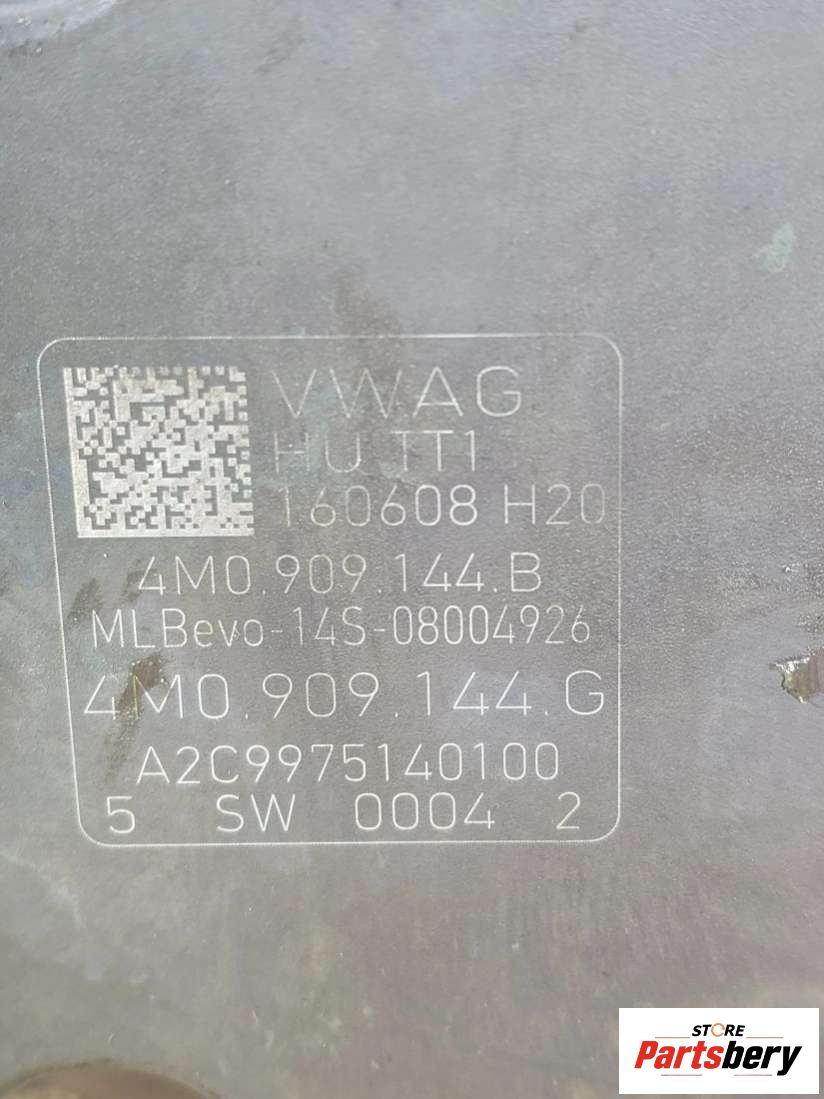 VWAG
HU TT1
160608 H20
4M0.909.144.B
MLBevo-14S-08004926
4M0.909.144.G
A2C9975140100
5 SW 0004 2
STORE
Partsbery